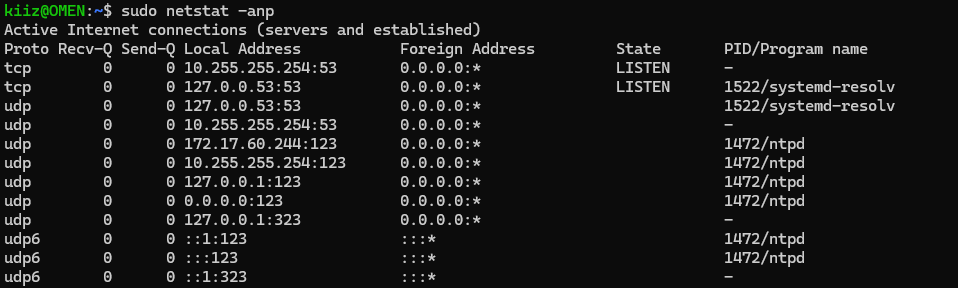 kiiz@OMEN:~$ sudo netstat -anp
Active Internet connections (servers and established)
Proto Recv-Q Send-Q Local Address           Foreign Address         State       PID/Program name
tcp        0      0 10.255.255.254:53       0.0.0.0:*               LISTEN      -
tcp        0      0 127.0.0.53:53           0.0.0.0:*               LISTEN      1522/systemd-resolv
udp        0      0 127.0.0.53:53           0.0.0.0:*                           1522/systemd-resolv
udp        0      0 10.255.255.254:53       0.0.0.0:*                           -
udp        0      0 172.17.60.244:123       0.0.0.0:*                           1472/ntpd
udp        0      0 10.255.255.254:123      0.0.0.0:*                           1472/ntpd
udp        0      0 127.0.0.1:123           0.0.0.0:*                           1472/ntpd
udp        0      0 0.0.0.0:123             0.0.0.0:*                           1472/ntpd
udp        0      0 127.0.0.1:323           0.0.0.0:*                           -
udp6       0      0 ::1:123                 :::*                                1472/ntpd
udp6       0      0 :::123                  :::*                                1472/ntpd
udp6       0      0 ::1:323                 :::*                                -